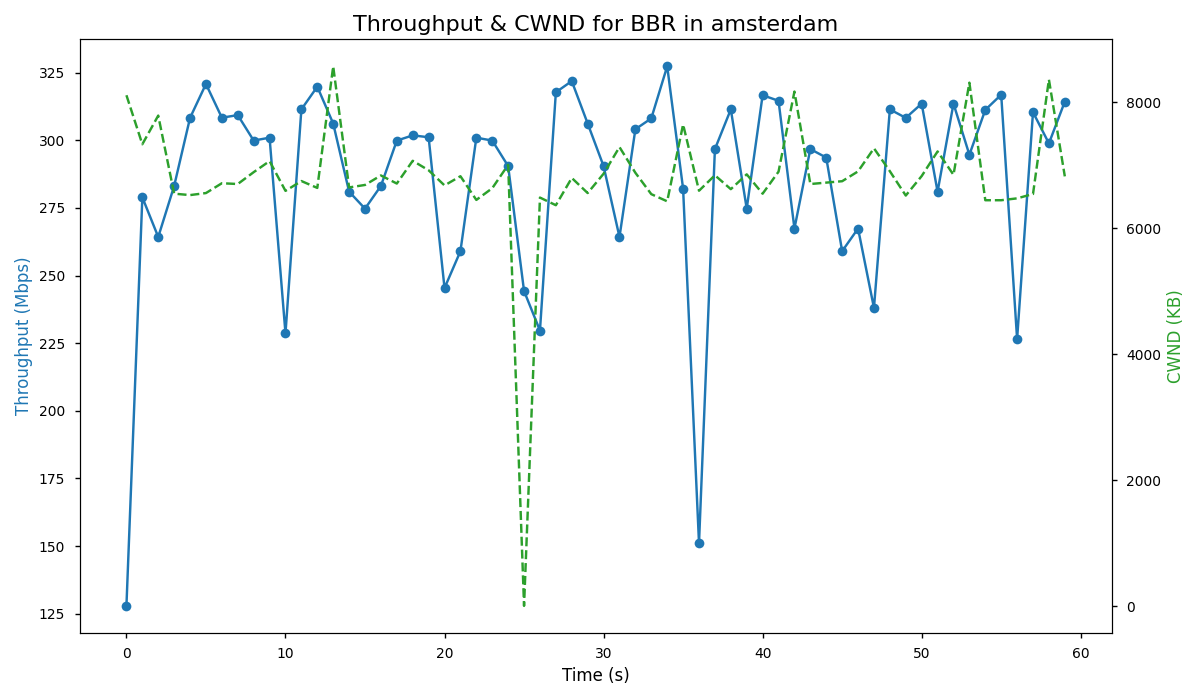 Throughput & CWND for BBR in amsterdam
Throughput (Mbps)
325
300
275
250
225
200
175
150
125
8000
6000
4000
2000
0
CWND (KB)
0 10 20 30 40 50 60
Time (s)